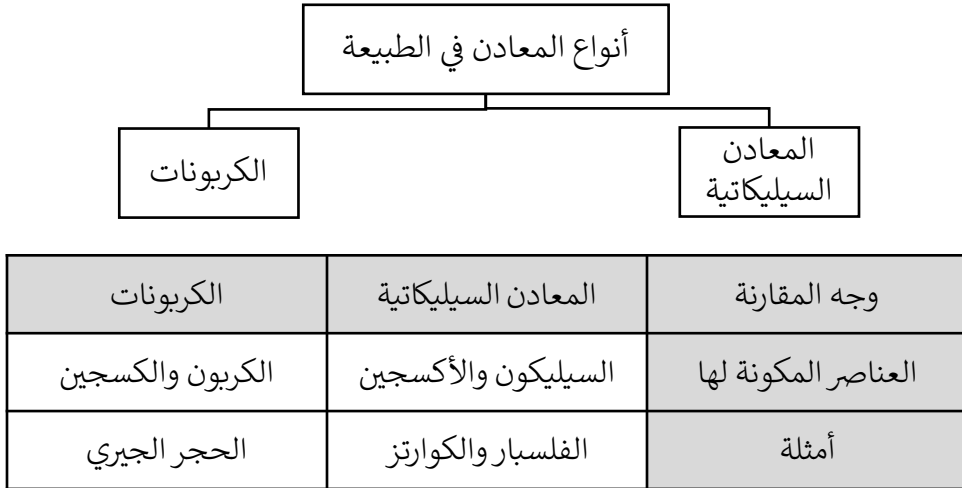 أنواع المعادن في الطبيعة
المعادن
السيليكاتية
الكربونات
وجه المقارنة
المعادن السيليكاتية
الكربونات
العناصر المكونة لها
السيليكون والأكسجين
الكربون والكسجين
أمثلة
الفلسبار والكوارتز
الحجر الجيري